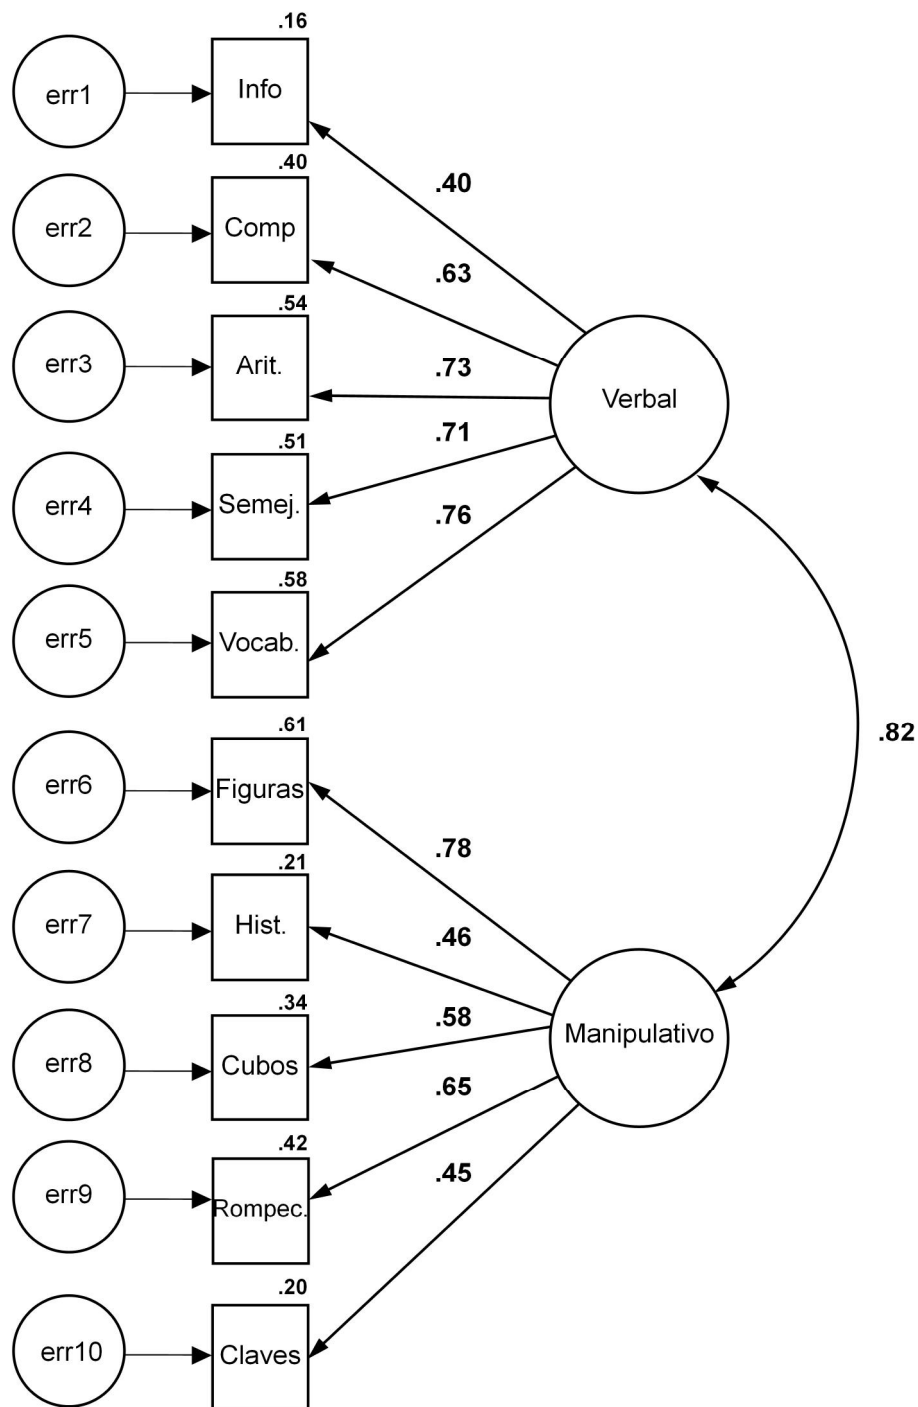 .16
err1
Info
.40
.40
err2
Comp
.63
.54
err3
Arit.
.73
Verbal
.51
err4
Semej.
.71
.58
err5
Vocab.
.76
.82
.61
err6
Figuras
.78
.21
err7
Hist.
.46
.34
err8
Cubos
.58
Manipulativo
.42
err9
Rompec.
.65
.20
err10
Claves
.45